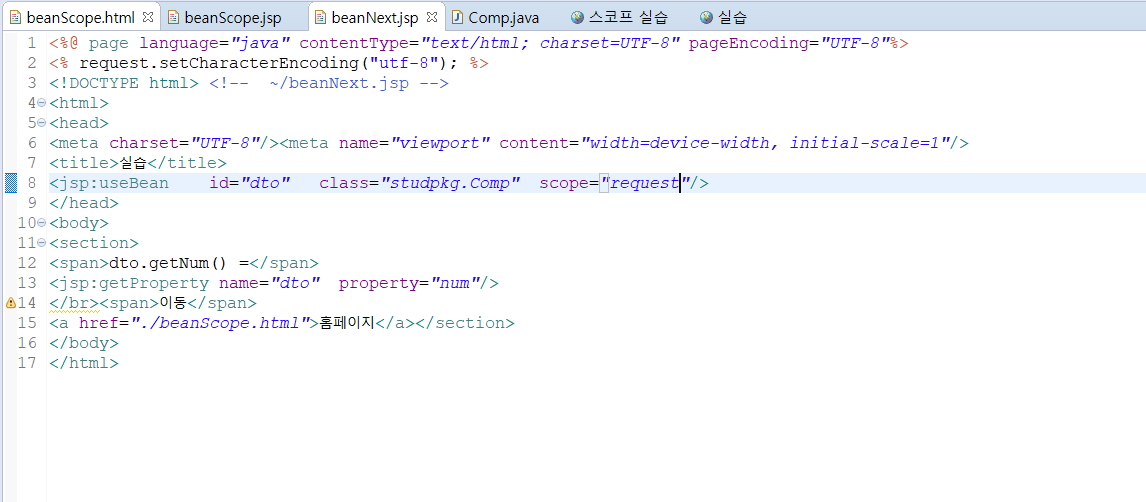 beanScope.html beanScope.jsp beanNext.jsp Comp.java 스코프 실습 실습
1 <%@ page language="java" contentType="text/html; charset=UTF-8" pageEncoding="UTF-8"%>
2 <% request.setCharacterEncoding("utf-8"); %>
3 <!DOCTYPE html> <!-- ~/beanNext.jsp -->
4 <html>
5 <head>
6 <meta charset="UTF-8"/><meta name="viewport" content="width=device-width, initial-scale=1"/>
7 <title>실습</title>
8 <jsp:useBean id="dto" class="studpkg.Comp" scope="request"/>
9 </head>
10 <body>
11 <section>
12 <span>dto.getNum() =</span>
13 <jsp:getProperty name="dto" property="num"/>
14 </br><span>이동</span>
15 <a href="./beanScope.html">홈페이지</a></section>
16 </body>
17 </html>